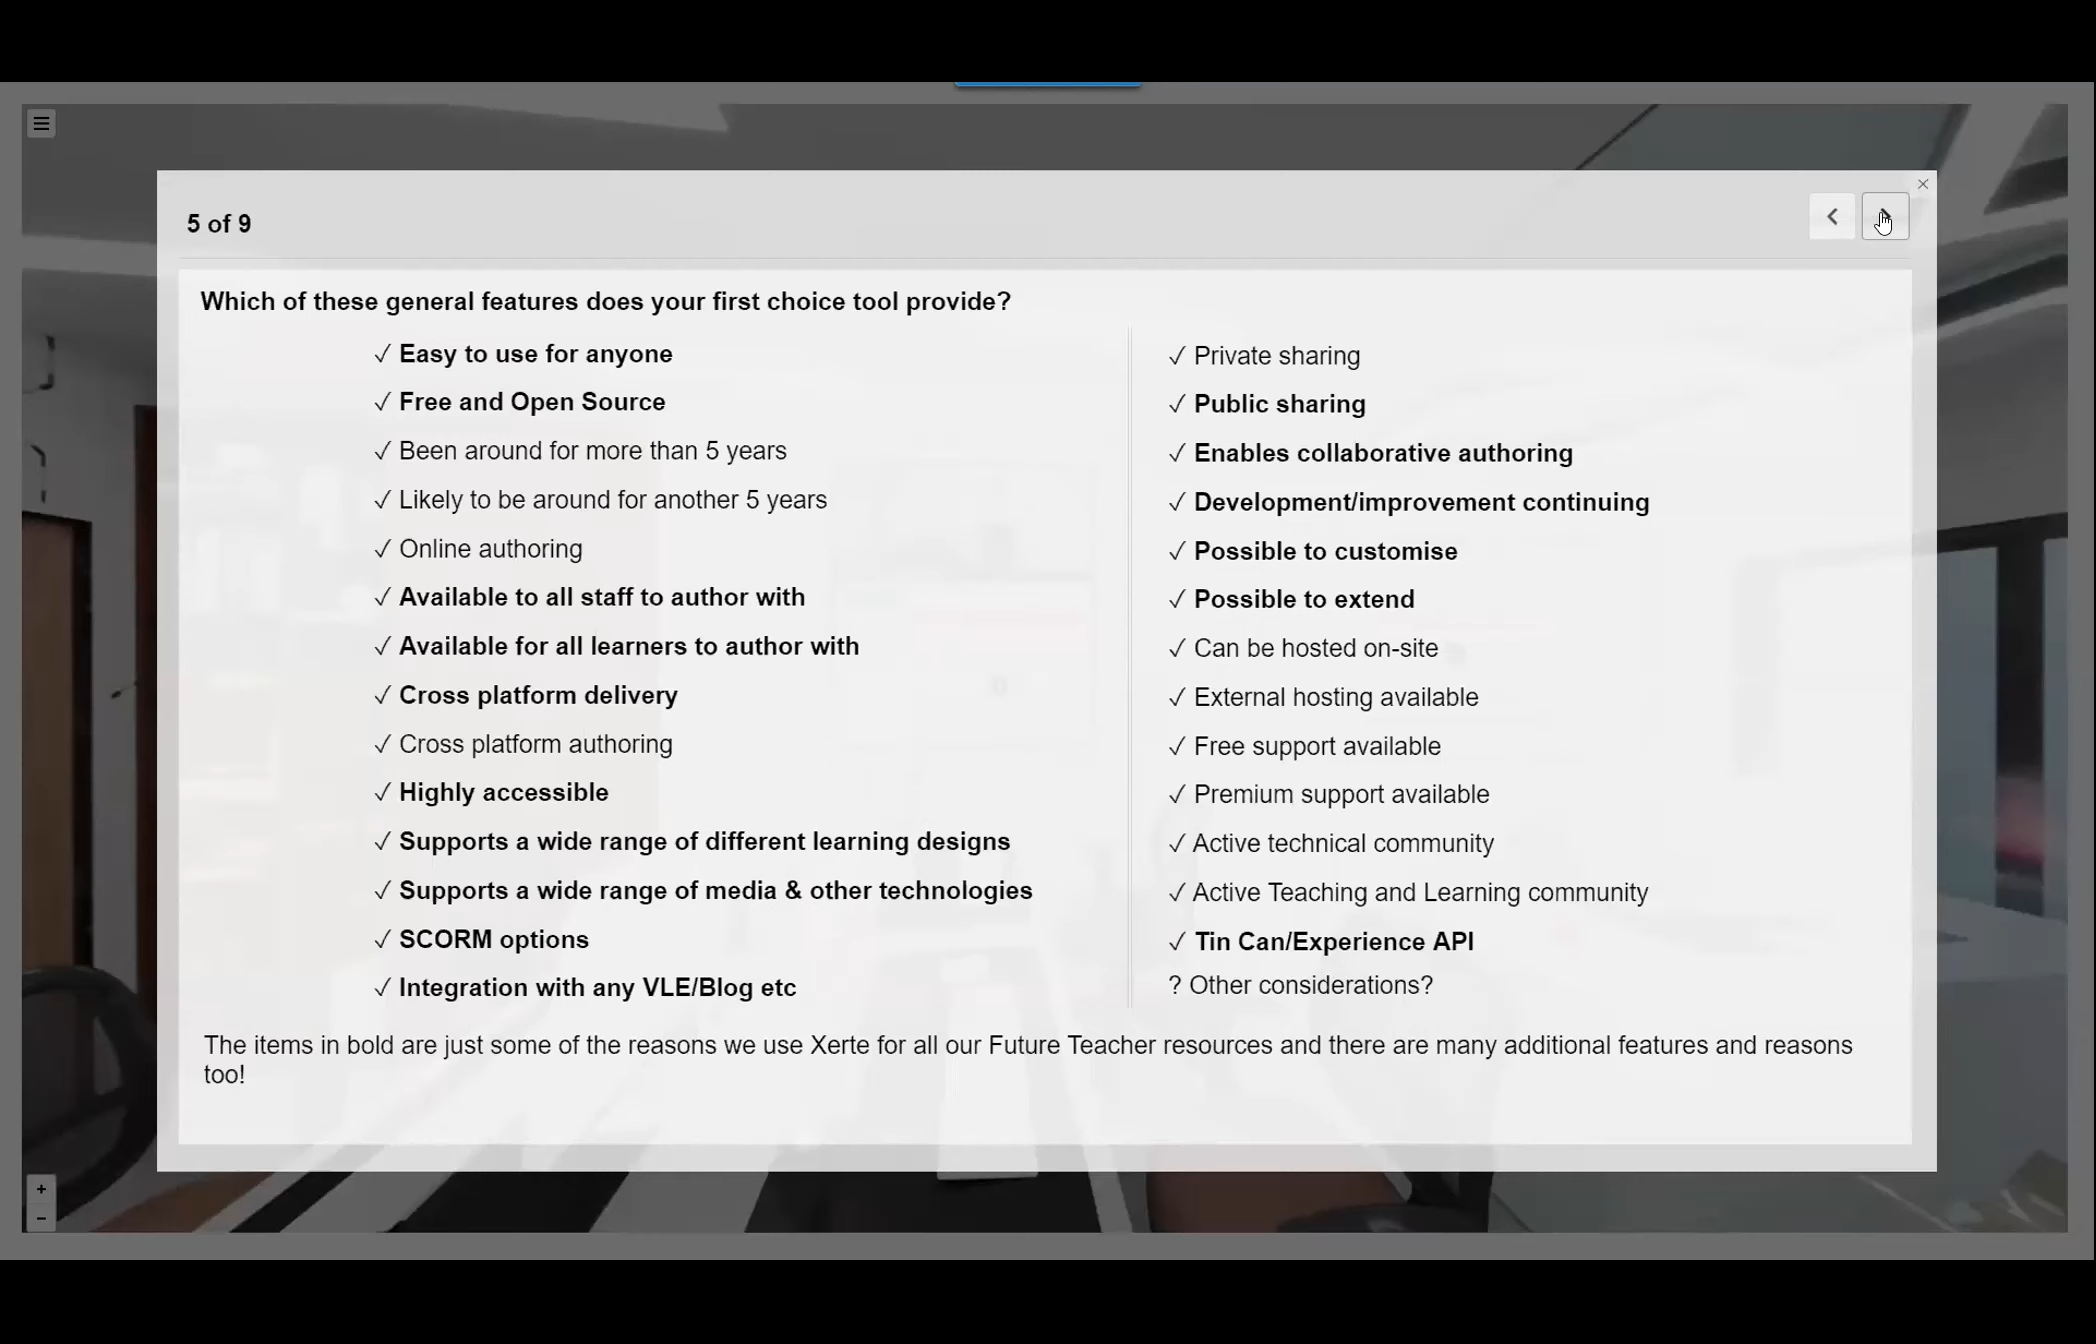 5 of 9
Which of these general features does your first choice tool provide?
✓ Easy to use for anyone
✓ Free and Open Source
✓ Been around for more than 5 years
✓ Likely to be around for another 5 years
✓ Online authoring
✓ Available to all staff to author with
✓ Available for all learners to author with
✓ Cross platform delivery
✓ Cross platform authoring
✓ Highly accessible
✓ Supports a wide range of different learning designs
✓ Supports a wide range of media & other technologies
✓ SCORM options
✓ Integration with any VLE/Blog etc
✓ Private sharing
✓ Public sharing
✓ Enables collaborative authoring
✓ Development/improvement continuing
✓ Possible to customise
✓ Possible to extend
✓ Can be hosted on-site
✓ External hosting available
✓ Free support available
✓ Premium support available
✓ Active technical community
✓ Active Teaching and Learning community
✓ Tin Can/Experience API
? Other considerations?
The items in bold are just some of the reasons we use Xerte for all our Future Teacher resources and there are many additional features and reasons
too!